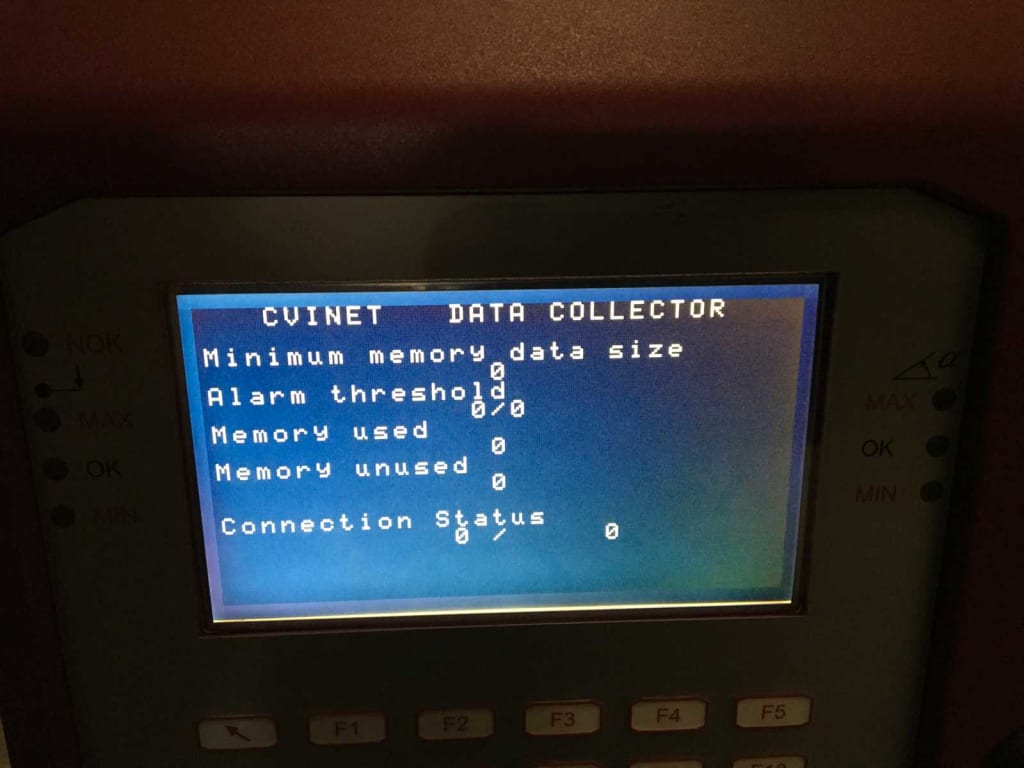 CVINET DATA COLLECTOR
Minimum memory data size
0
Alarm threshold
0/0
Memory used
0
Memory unused
0
Connection Status
0 / 0
NOK
MAX
OK
MIN
α
MAX
OK
MIN
F1 F2 F3 F4 F5